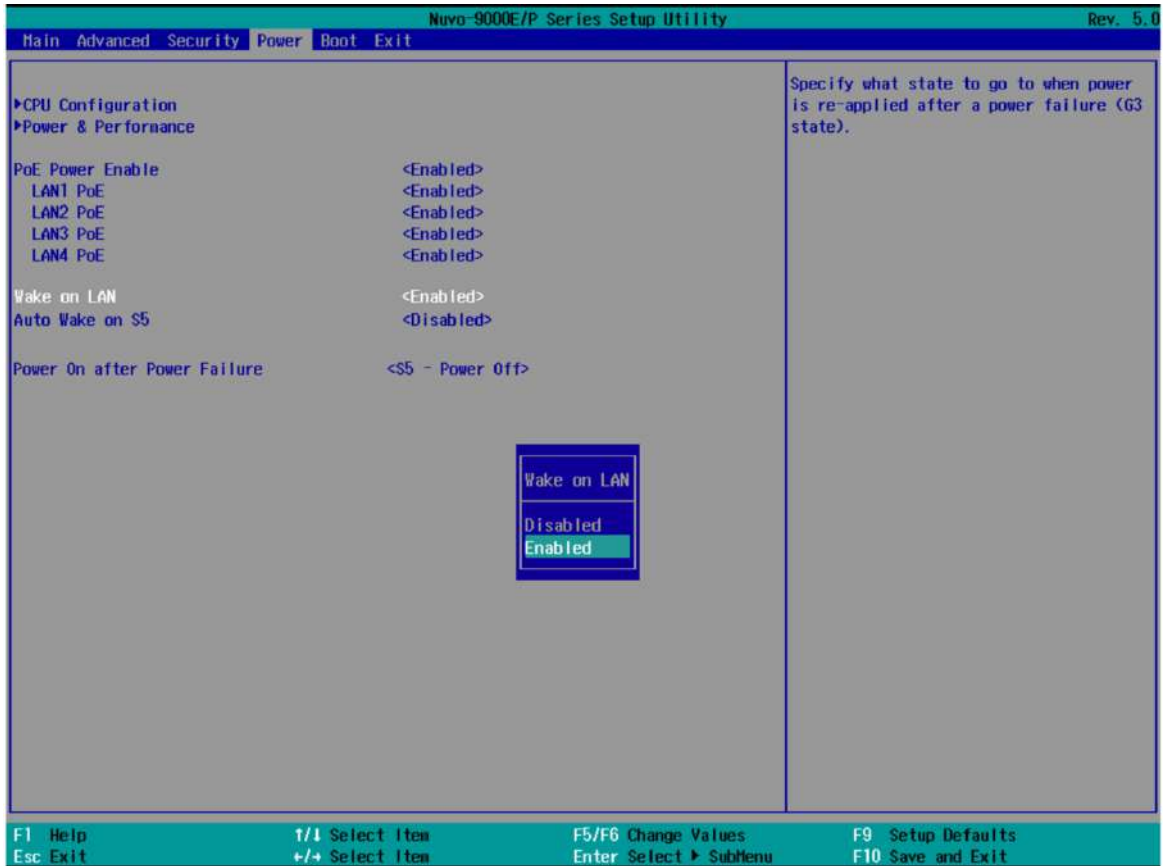 Nuvo-9000E/P Series Setup Utility Rev. 5.0
Main Advanced Security Power Boot Exit
▶CPU Configuration
▶Power & Performance
PoE Power Enable <Enabled>
LAN1 PoE <Enabled>
LAN2 PoE <Enabled>
LAN3 PoE <Enabled>
LAN4 PoE <Enabled>
Wake on LAN <Enabled>
Auto Wake on S5 <Disabled>
Power On after Power Failure <S5 - Power Off>
Specify what state to go to when power
is re-applied after a power failure (G3
state).
Wake on LAN
Disabled
Enabled
F1 Help ↑/↓ Select Item F5/F6 Change Values F9 Setup Defaults
Esc Exit ←/→ Select Item Enter Select ▶ SubMenu F10 Save and Exit